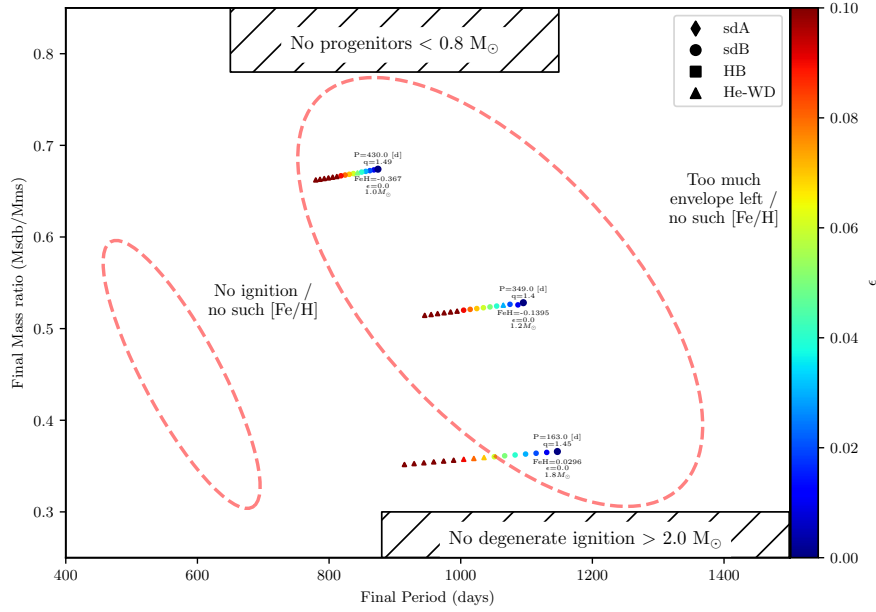 No progenitors < 0.8 M⊙
sdA
sdB
HB
He-WD
P=430.0 [d]
q=1.49
FeH=-0.367
ϵ=0.0
1.0M⊙
Too much
envelope left /
no such [Fe/H]
No ignition /
no such [Fe/H]
P=349.0 [d]
q=1.4
FeH=-0.1395
ϵ=0.0
1.2M⊙
P=163.0 [d]
q=1.45
FeH=0.0296
ϵ=0.0
1.8M⊙
No degenerate ignition > 2.0 M⊙
0.8
0.7
0.6
0.5
0.4
0.3
Final Mass ratio (Msdb/Mms)
400
600
800
1000
1200
1400
Final Period (days)
0.10
0.08
0.06
0.04
0.02
0.00
ϵ